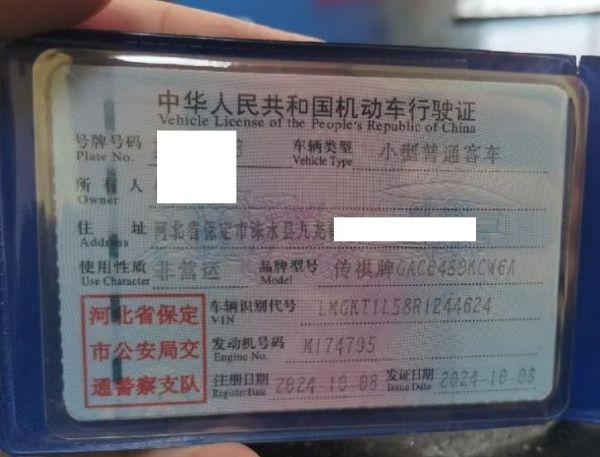 中华人民共和国机动车行驶证
Vehicle License of the People's Republic of China
号牌号码 车辆类型 小型普通客车
Plate No. Vehicle Type
所有人
Owner
住址 河北省保定市涞水县九龙
Address
使用性质 非营运 品牌型号 传祺牌GAC6439KCW6A
Use Character Model
河北省保定
市公安局交
通警察支队
车辆识别代号 LMGKT1L58R1244624
VIN
发动机号码 M174795
Engine No.
注册日期 2024-10-08 发证日期 2024-10-08
Register Date Issue Date